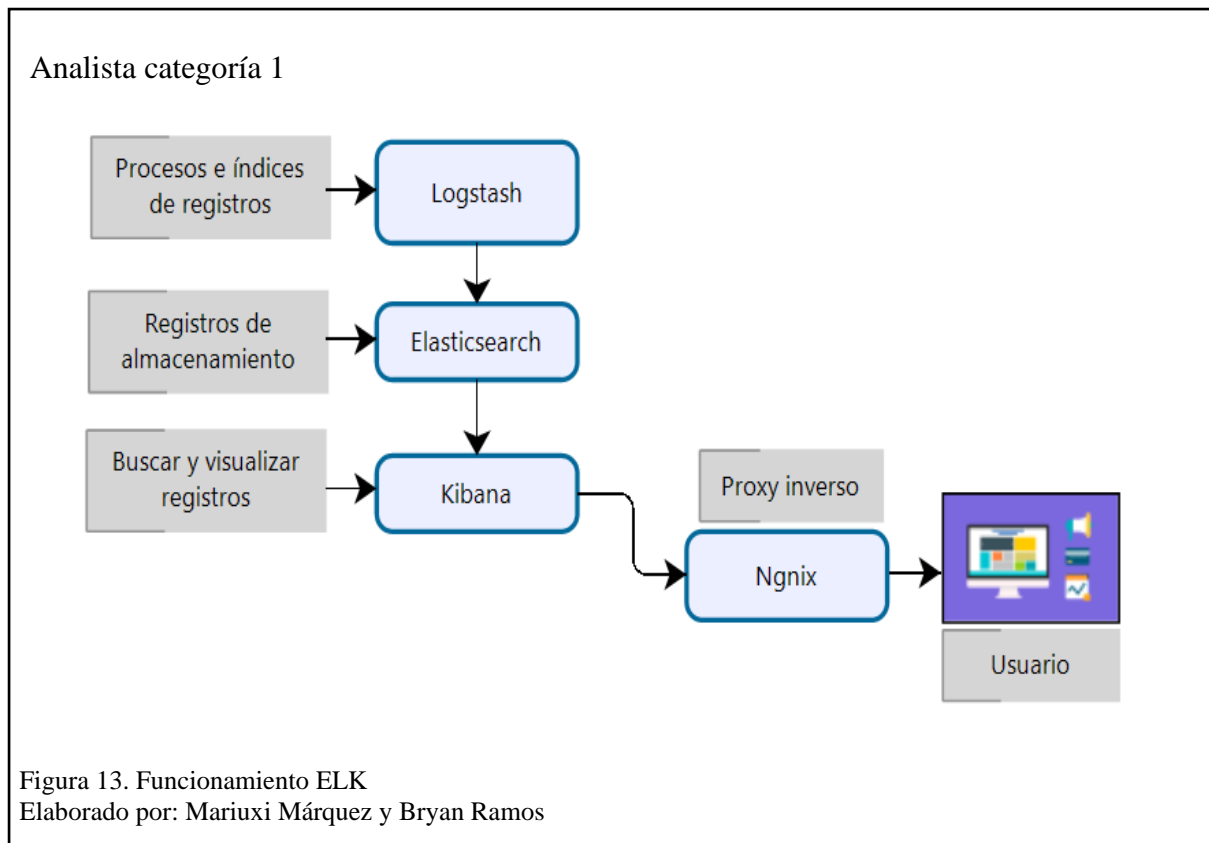 Analista categoría 1
Procesos e índices
de registros
Logstash
Registros de
almacenamiento
Elasticsearch
Buscar y visualizar
registros
Kibana
Proxy inverso
Ngnix
Usuario
Figura 13. Funcionamiento ELK
Elaborado por: Mariuxi Márquez y Bryan Ramos